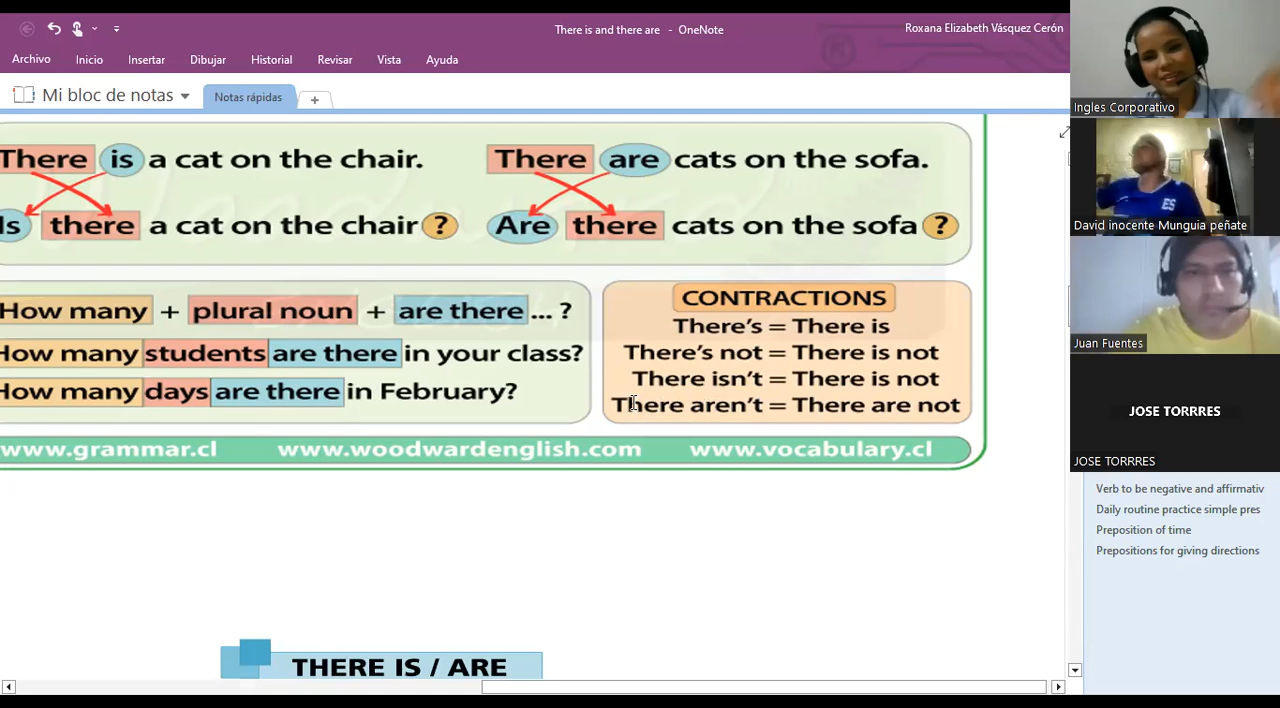 There is and there are - OneNote
Roxana Elizabeth Vásquez Cerón
Archivo Inicio Insertar Dibujar Historial Revisar Vista Ayuda
Mi bloc de notas
Notas rápidas
There is a cat on the chair.
Is there a cat on the chair?
There are cats on the sofa.
Are there cats on the sofa?
How many + plural noun + are there ... ?
How many students are there in your class?
How many days are there in February?
CONTRACTIONS
There's = There is
There's not = There is not
There isn't = There is not
There aren't = There are not
www.grammar.cl www.woodwardenglish.com www.vocabulary.cl
THERE IS / ARE
Ingles Corporativo
ES
David inocente Munguia peñate
Juan Fuentes
JOSE TORRRES
JOSE TORRRES
Verb to be negative and affirmativ
Daily routine practice simple pres
Preposition of time
Prepositions for giving directions